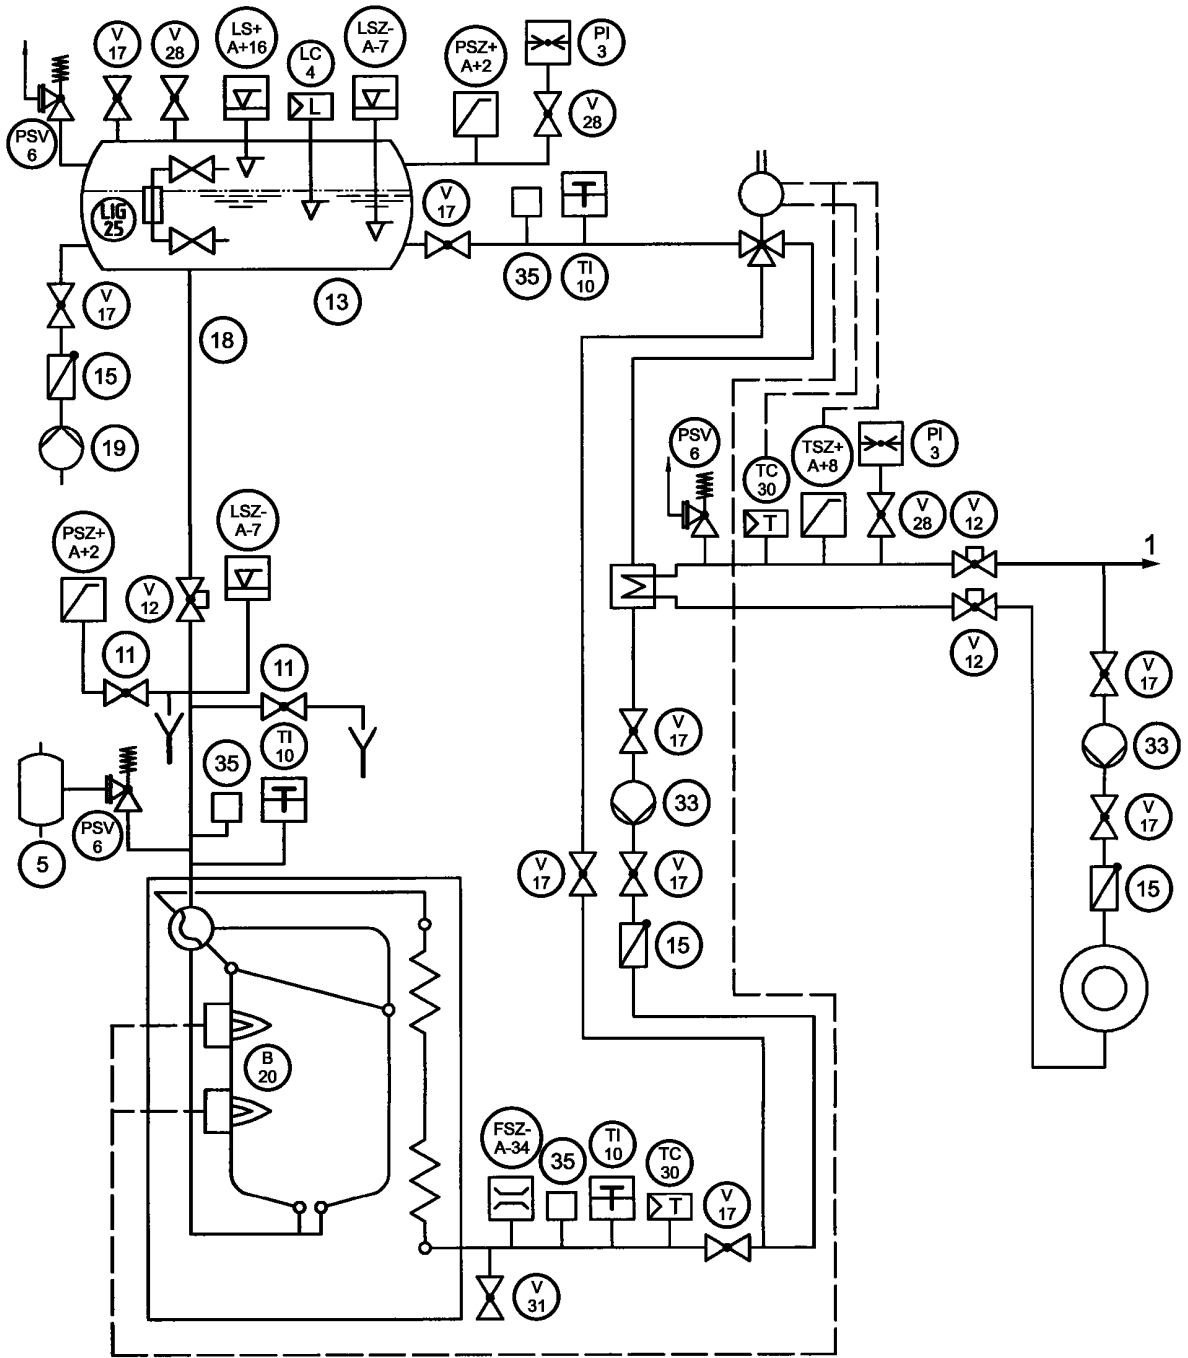 V
17
V
28
LS+
A+16
LC
4
LSZ-
A-7
PSZ+
A+2
PI
3
V
28
PSV
6
L
LIG
25
V
17
T
35
TI
10
13
V
17
18
15
19
PSV
6
TC
30
TSZ+
A+8
PI
3
T
V
28
V
12
1
PSZ+
A+2
LSZ-
A-7
V
12
V
12
11
11
V
17
V
17
TI
10
35
T
33
33
V
17
PSV
6
5
V
17
V
17
15
15
B
20
FSZ-
A-34
35
TI
10
TC
30
T
T
V
17
V
31